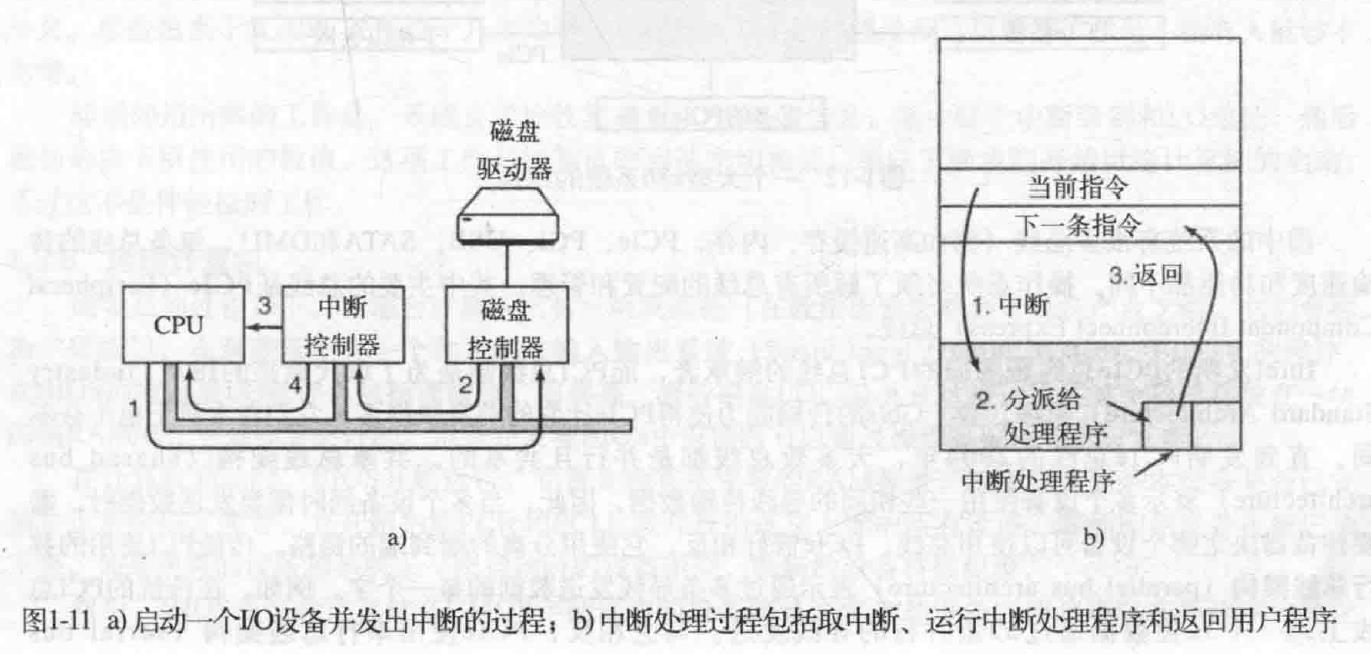 磁盘
驱动器
CPU
3
中断
控制器
磁盘
控制器
1
4
2
a)
当前指令
下一条指令
3.返回
1. 中断
2. 分派给
处理程序
中断处理程序
b)
图1-11 a) 启动一个I/O设备并发出中断的过程；b) 中断处理过程包括取中断、运行中断处理程序和返回用户程序